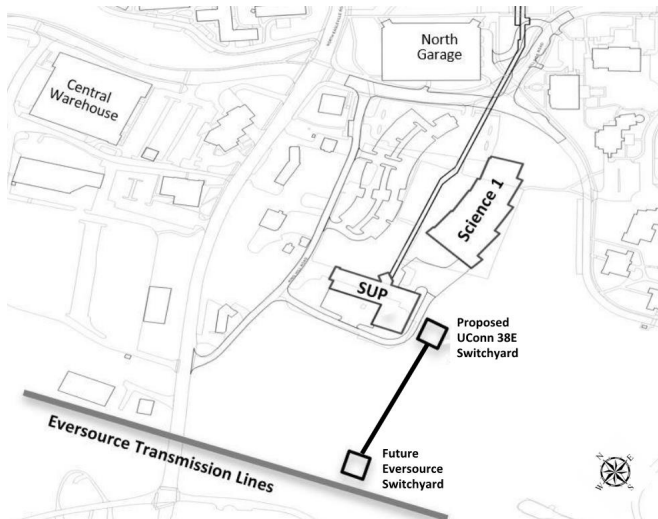 North
Garage
Central
Warehouse
Science 1
SUP
Proposed
UConn 38E
Switchyard
Eversource Transmission Lines
Future
Eversource
Switchyard
N
E
W
S